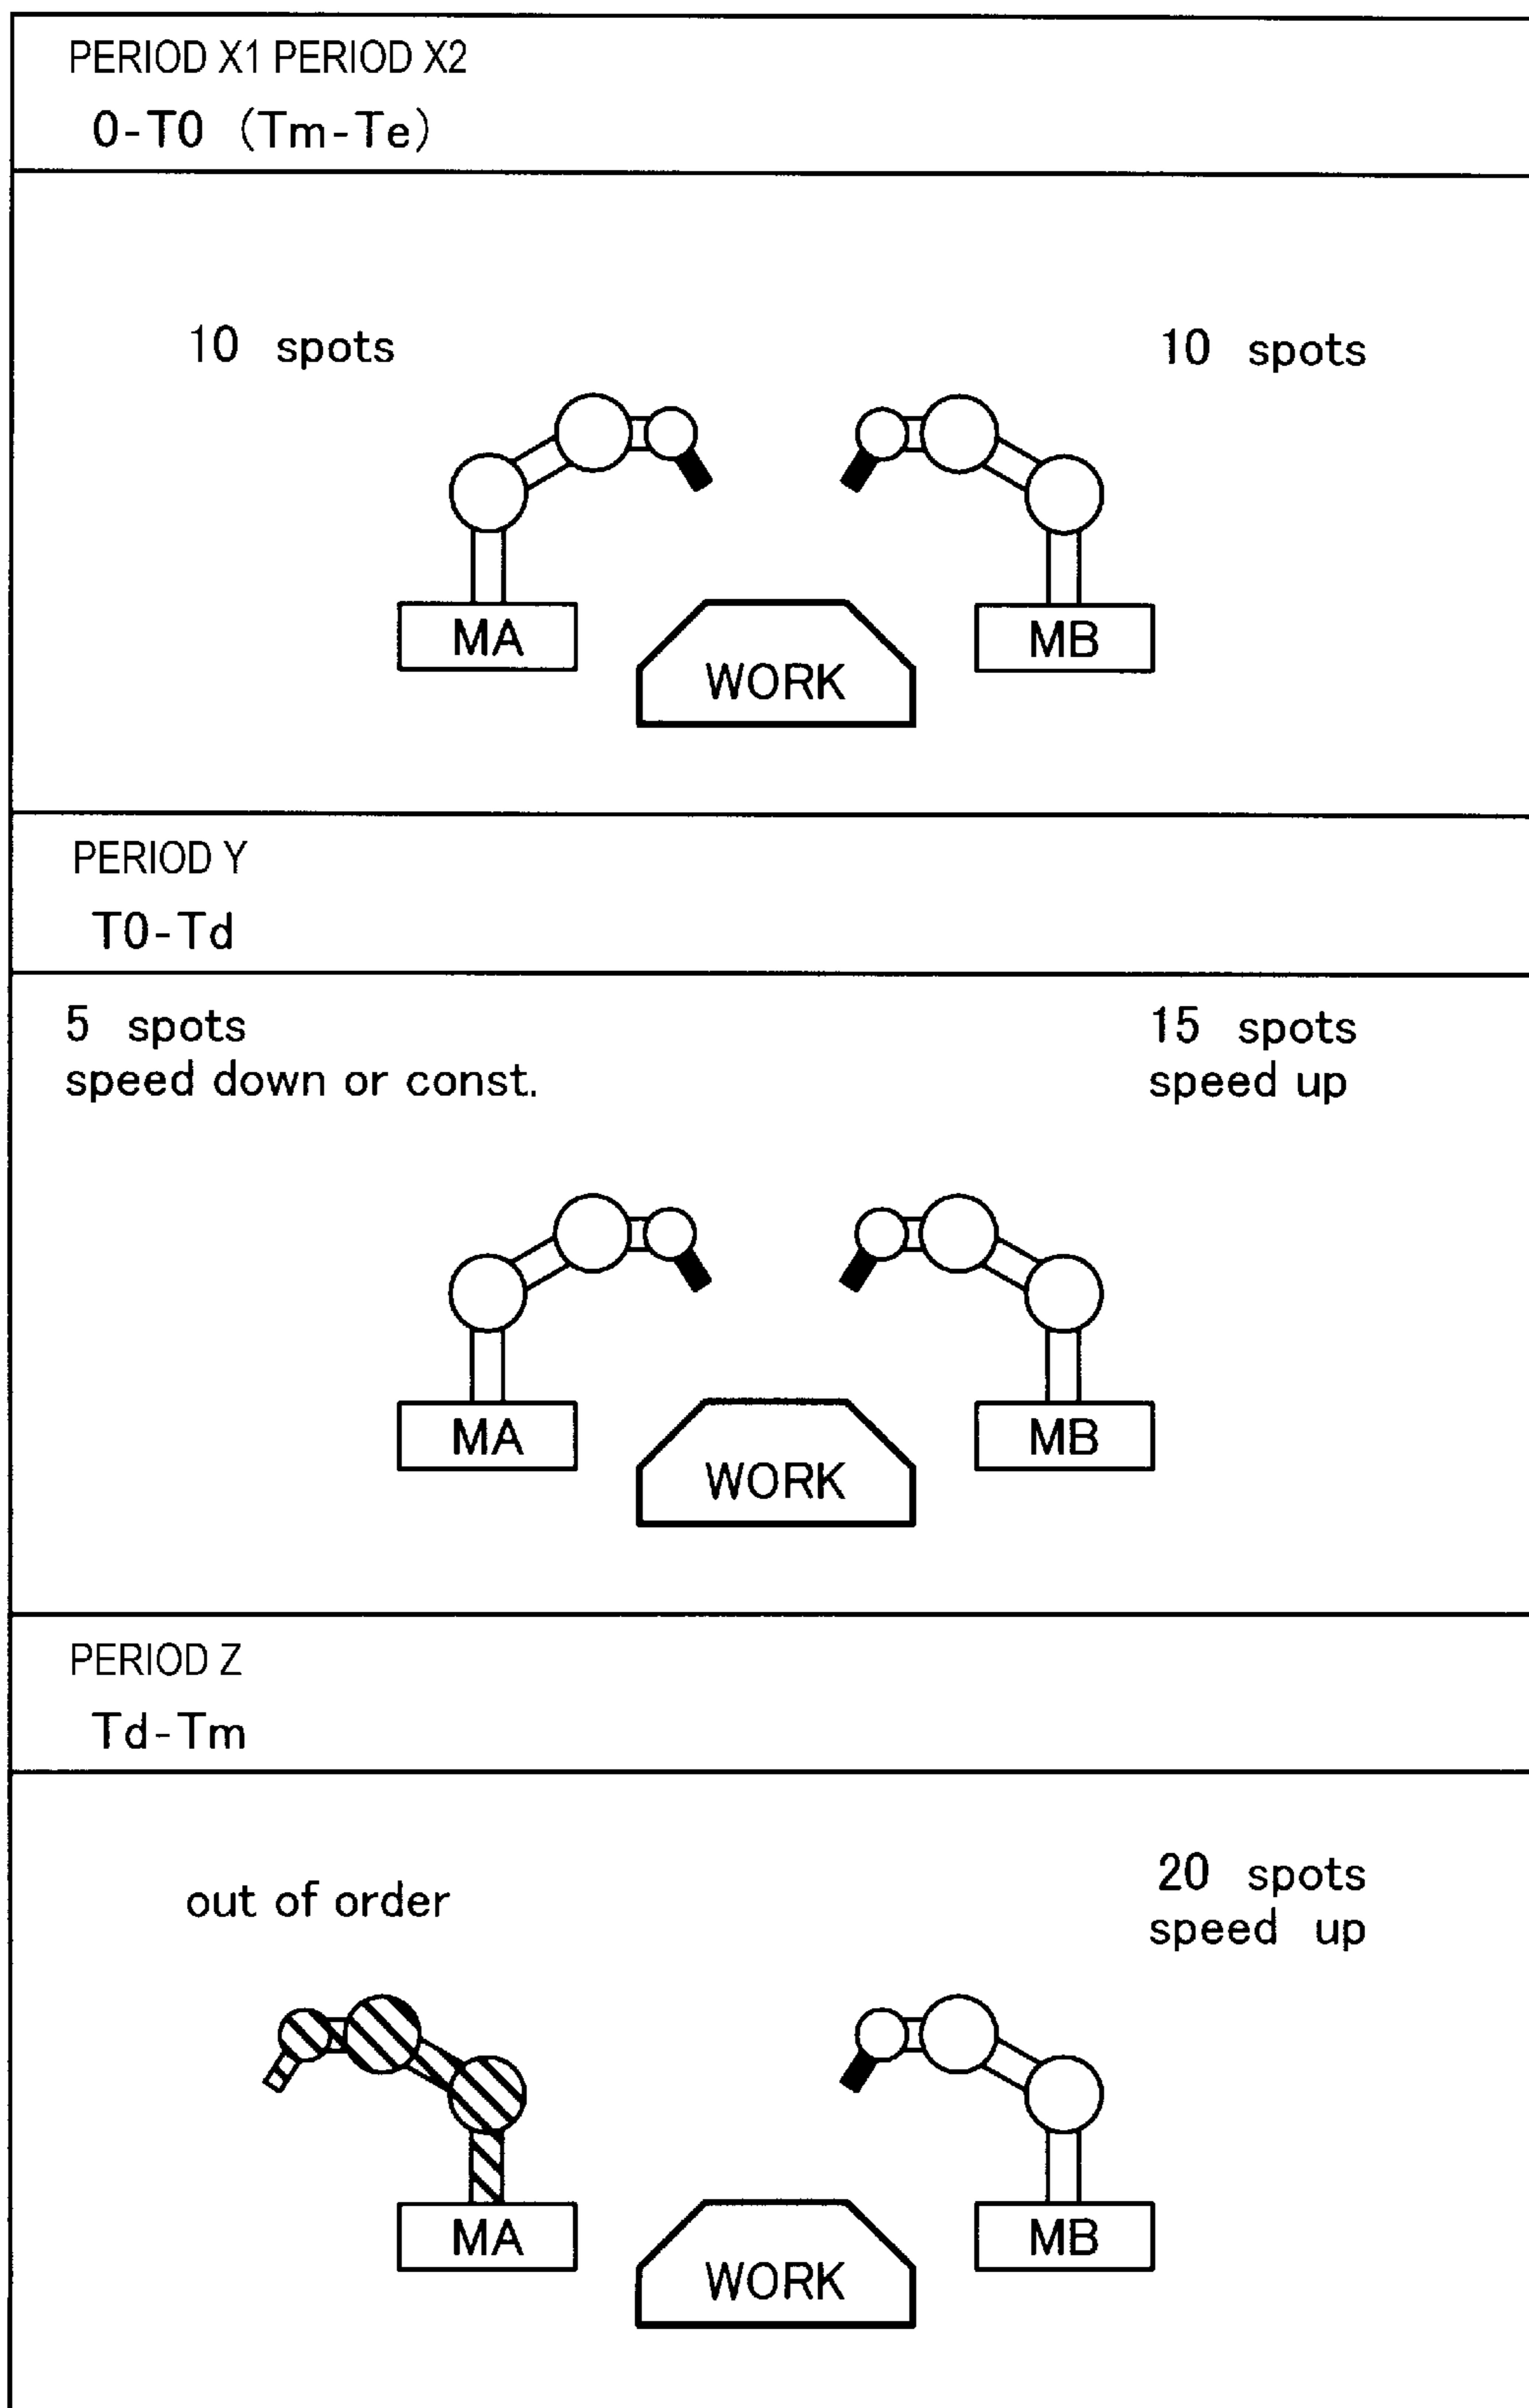 PERIOD X1 PERIOD X2
0-T0 (Tm-Te)
10 spots
10 spots
MA
WORK
MB
PERIOD Y
T0-Td
5 spots
speed down or const.
15 spots
speed up
MA
WORK
MB
PERIOD Z
Td-Tm
out of order
20 spots
speed up
MA
WORK
MB